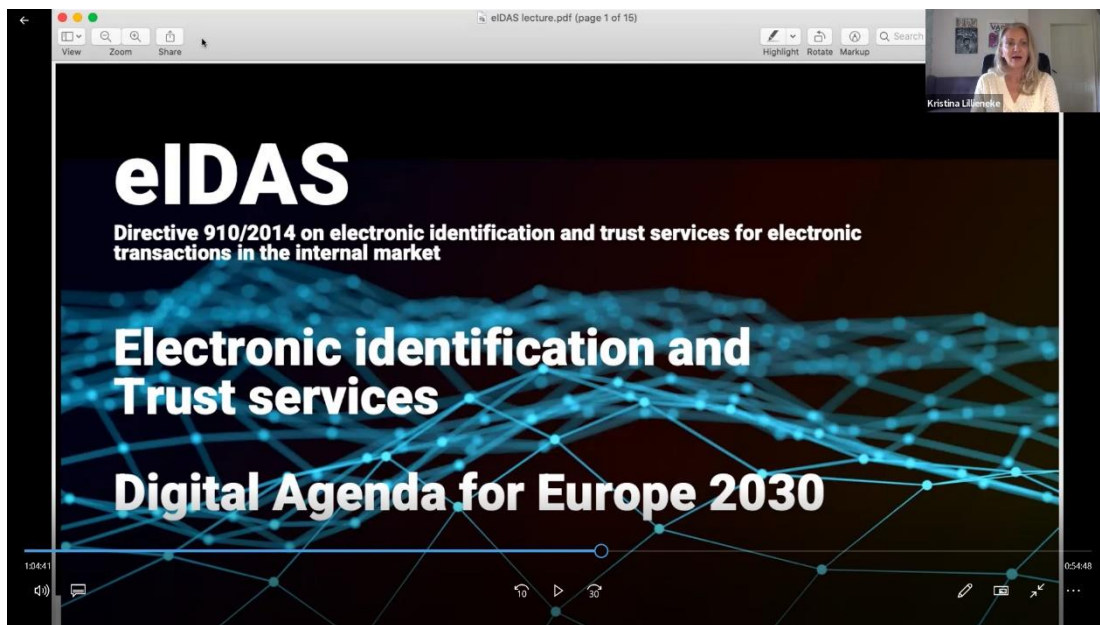 eIDAS lecture.pdf (page 1 of 15)
View
Zoom
Share
Highlight
Rotate
Markup
Search
Kristina Lillieneke
eIDAS
Directive 910/2014 on electronic identification and trust services for electronic
transactions in the internal market
Electronic identification and
Trust services
Digital Agenda for Europe 2030
1:04:41
0:54:48
10
30